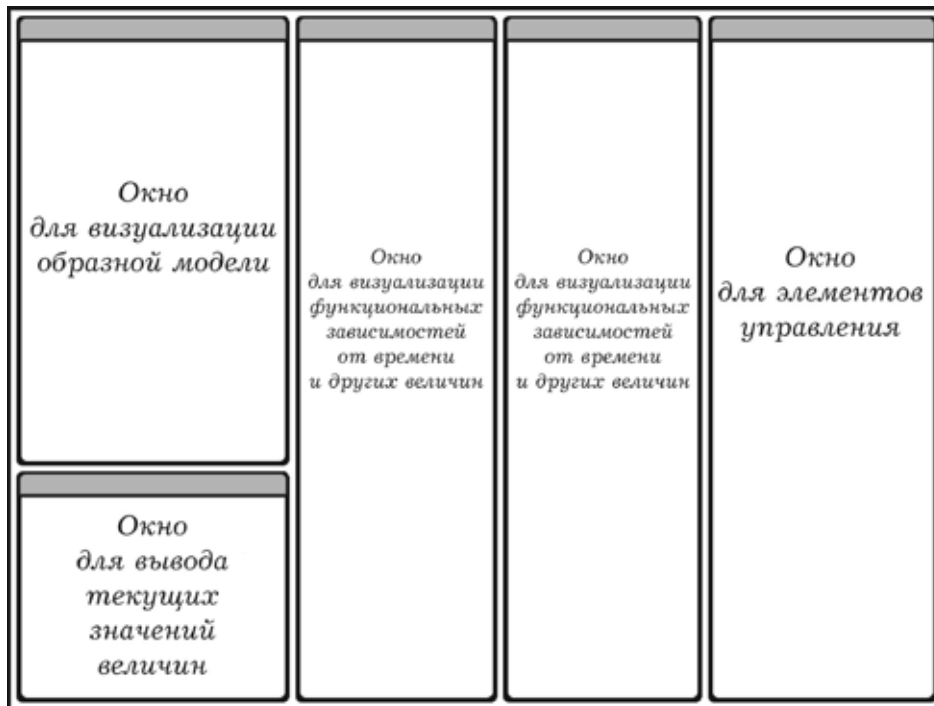 Окно
для визуализации
образной модели
Окно
для вывода
текущих
значений
величин
Окно
для визуализации
функциональных
зависимостей
от времени
и других величин
Окно
для визуализации
функциональных
зависимостей
от времени
и других величин
Окно
для элементов
управления